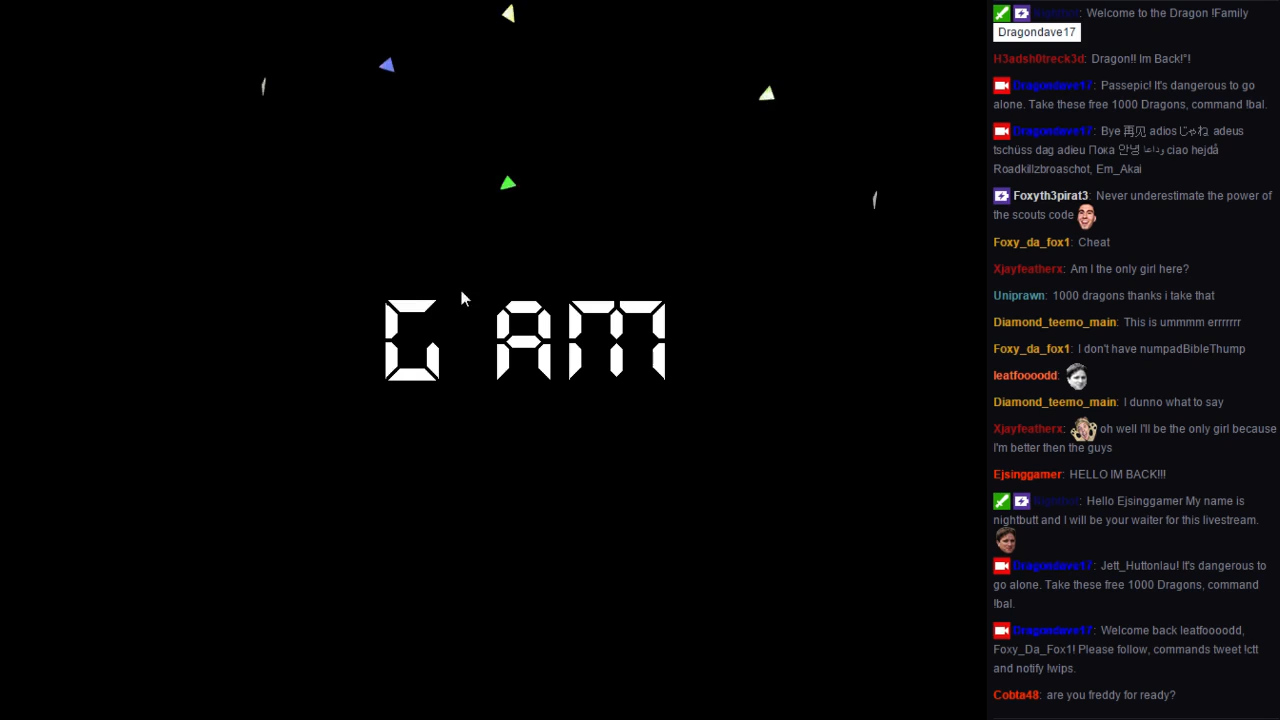 6 AM
Nightbot: Welcome to the Dragon !Family
Dragondave17
H3adsh0treck3d: Dragon!! Im Back!"!
Dragondave17: Passepic! It's dangerous to go
alone. Take these free 1000 Dragons, command !bal.
Dragondave17: Bye 再见 adios じゃね adeus
tschüss dag adieu Пока 안녕 وداعا ciao hejdå
Roadkillzbroaschot, Em_Akai
Foxyth3pirat3: Never underestimate the power of
the scouts code
Foxy_da_fox1: Cheat
Xjayfeatherx: Am I the only girl here?
Uniprawn: 1000 dragons thanks i take that
Diamond_teemo_main: This is ummmm errrrrrr
Foxy_da_fox1: I don't have numpadBibleThump
leatfoooodd:
Diamond_teemo_main: I dunno what to say
Xjayfeatherx: oh well I'll be the only girl because
I'm better then the guys
Ejsinggamer: HELLO IM BACK!!!
Nightbot: Hello Ejsinggamer My name is
nightbutt and I will be your waiter for this livestream.
Dragondave17: Jett_Huttonlau! It's dangerous to
go alone. Take these free 1000 Dragons, command
!bal.
Dragondave17: Welcome back leatfoooodd,
Foxy_Da_Fox1! Please follow, commands tweet !ctt
and notify !wips.
Cobta48: are you freddy for ready?